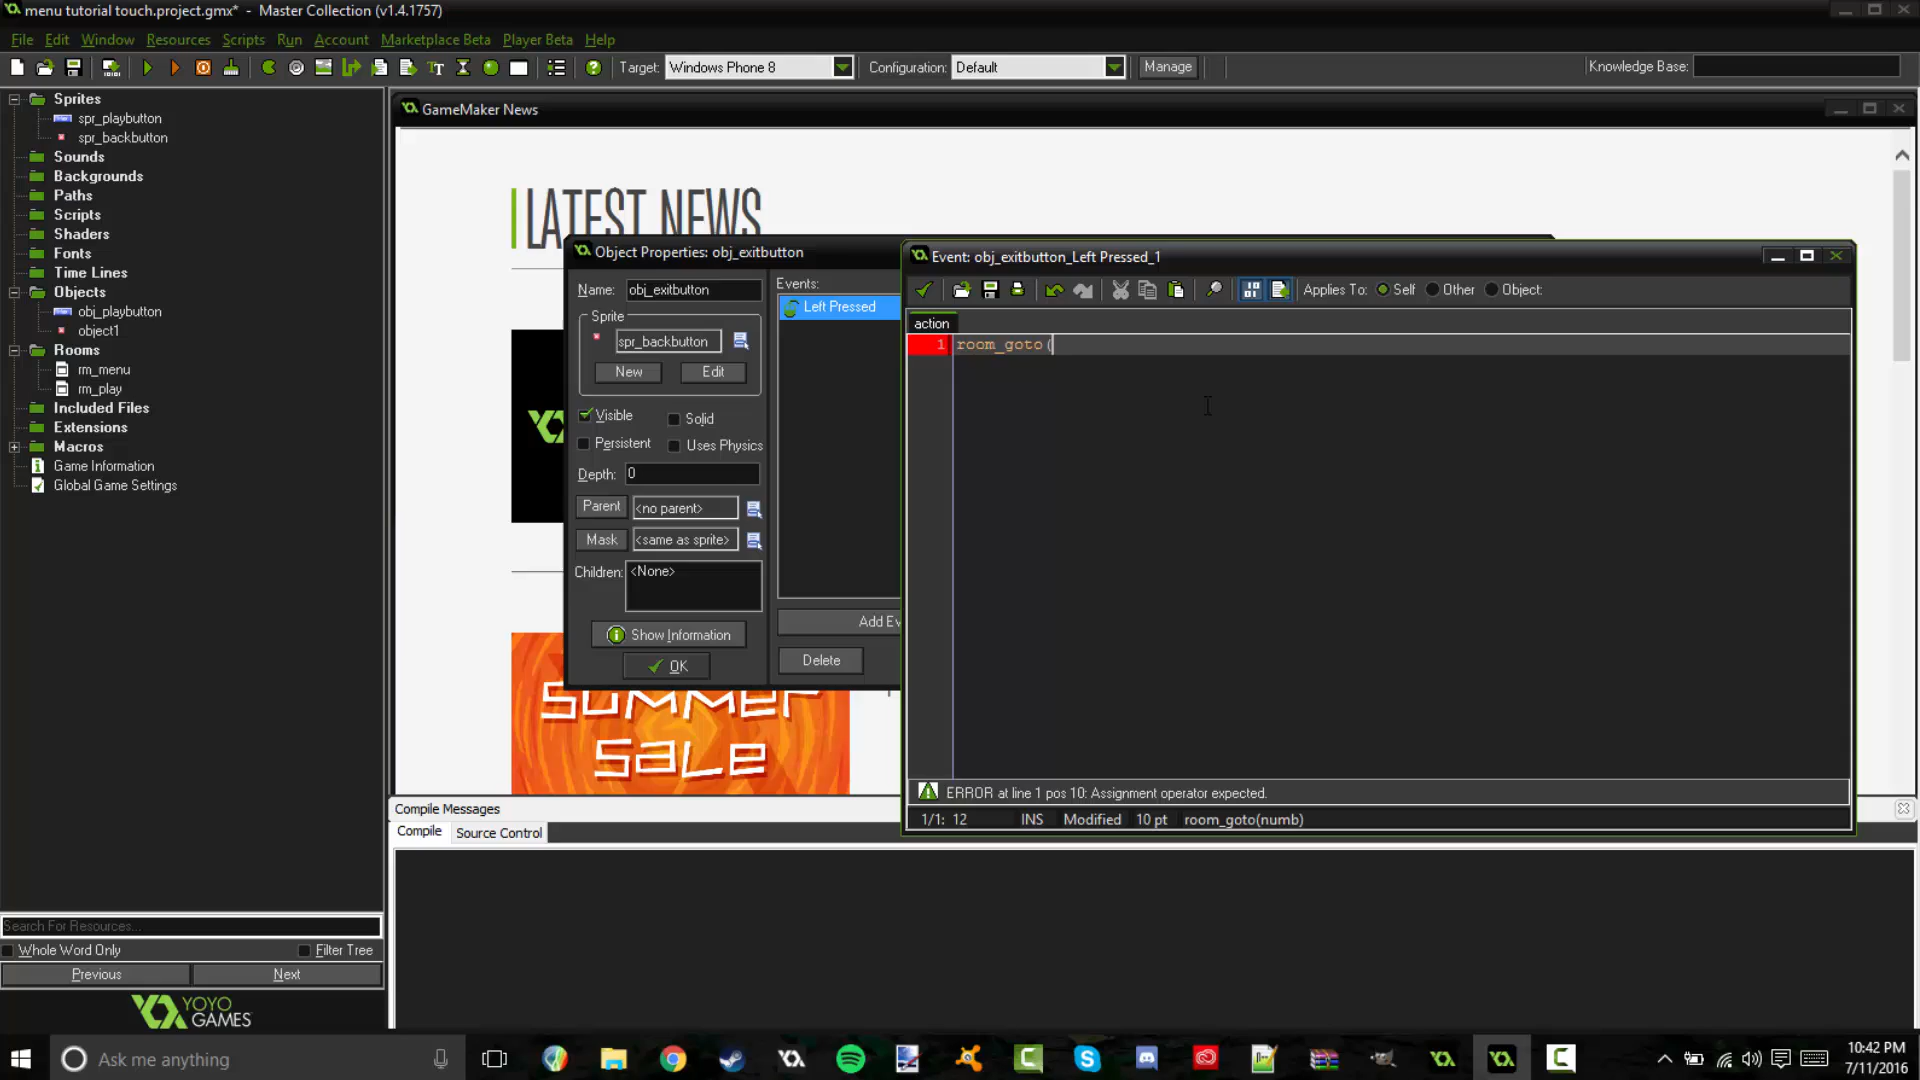 menu tutorial touch.project.gmx* - Master Collection (v1.4.1757)
File Edit Window Resources Scripts Run Account Marketplace Beta Player Beta Help
Target: Windows Phone 8 Configuration: Default Manage Knowledge Base:
Sprites
spr_playbutton
spr_backbutton
Sounds
Backgrounds
Paths
Scripts
Shaders
Fonts
Time Lines
Objects
obj_playbutton
object1
Rooms
rm_menu
rm_play
Included Files
Extensions
Macros
Game Information
Global Game Settings
Search For Resources...
Whole Word Only Filter Tree
Previous Next
YOYO
GAMES
GameMaker News
LATEST NEWS
SUMMER
SALE
Object Properties: obj_exitbutton
Name: obj_exitbutton
Sprite
spr_backbutton
New Edit
Visible Solid
Persistent Uses Physics
Depth: 0
Parent <no parent>
Mask <same as sprite>
Children: <None>
Show Information
OK
Events:
Left Pressed
Add Ev
Delete
Event: obj_exitbutton_Left Pressed_1
Applies To: Self Other Object:
action
1 room_goto(
ERROR at line 1 pos 10: Assignment operator expected.
1/1: 12 INS Modified 10 pt room_goto(numb)
Compile Messages
Compile Source Control
Ask me anything
10:42 PM
7/11/2016